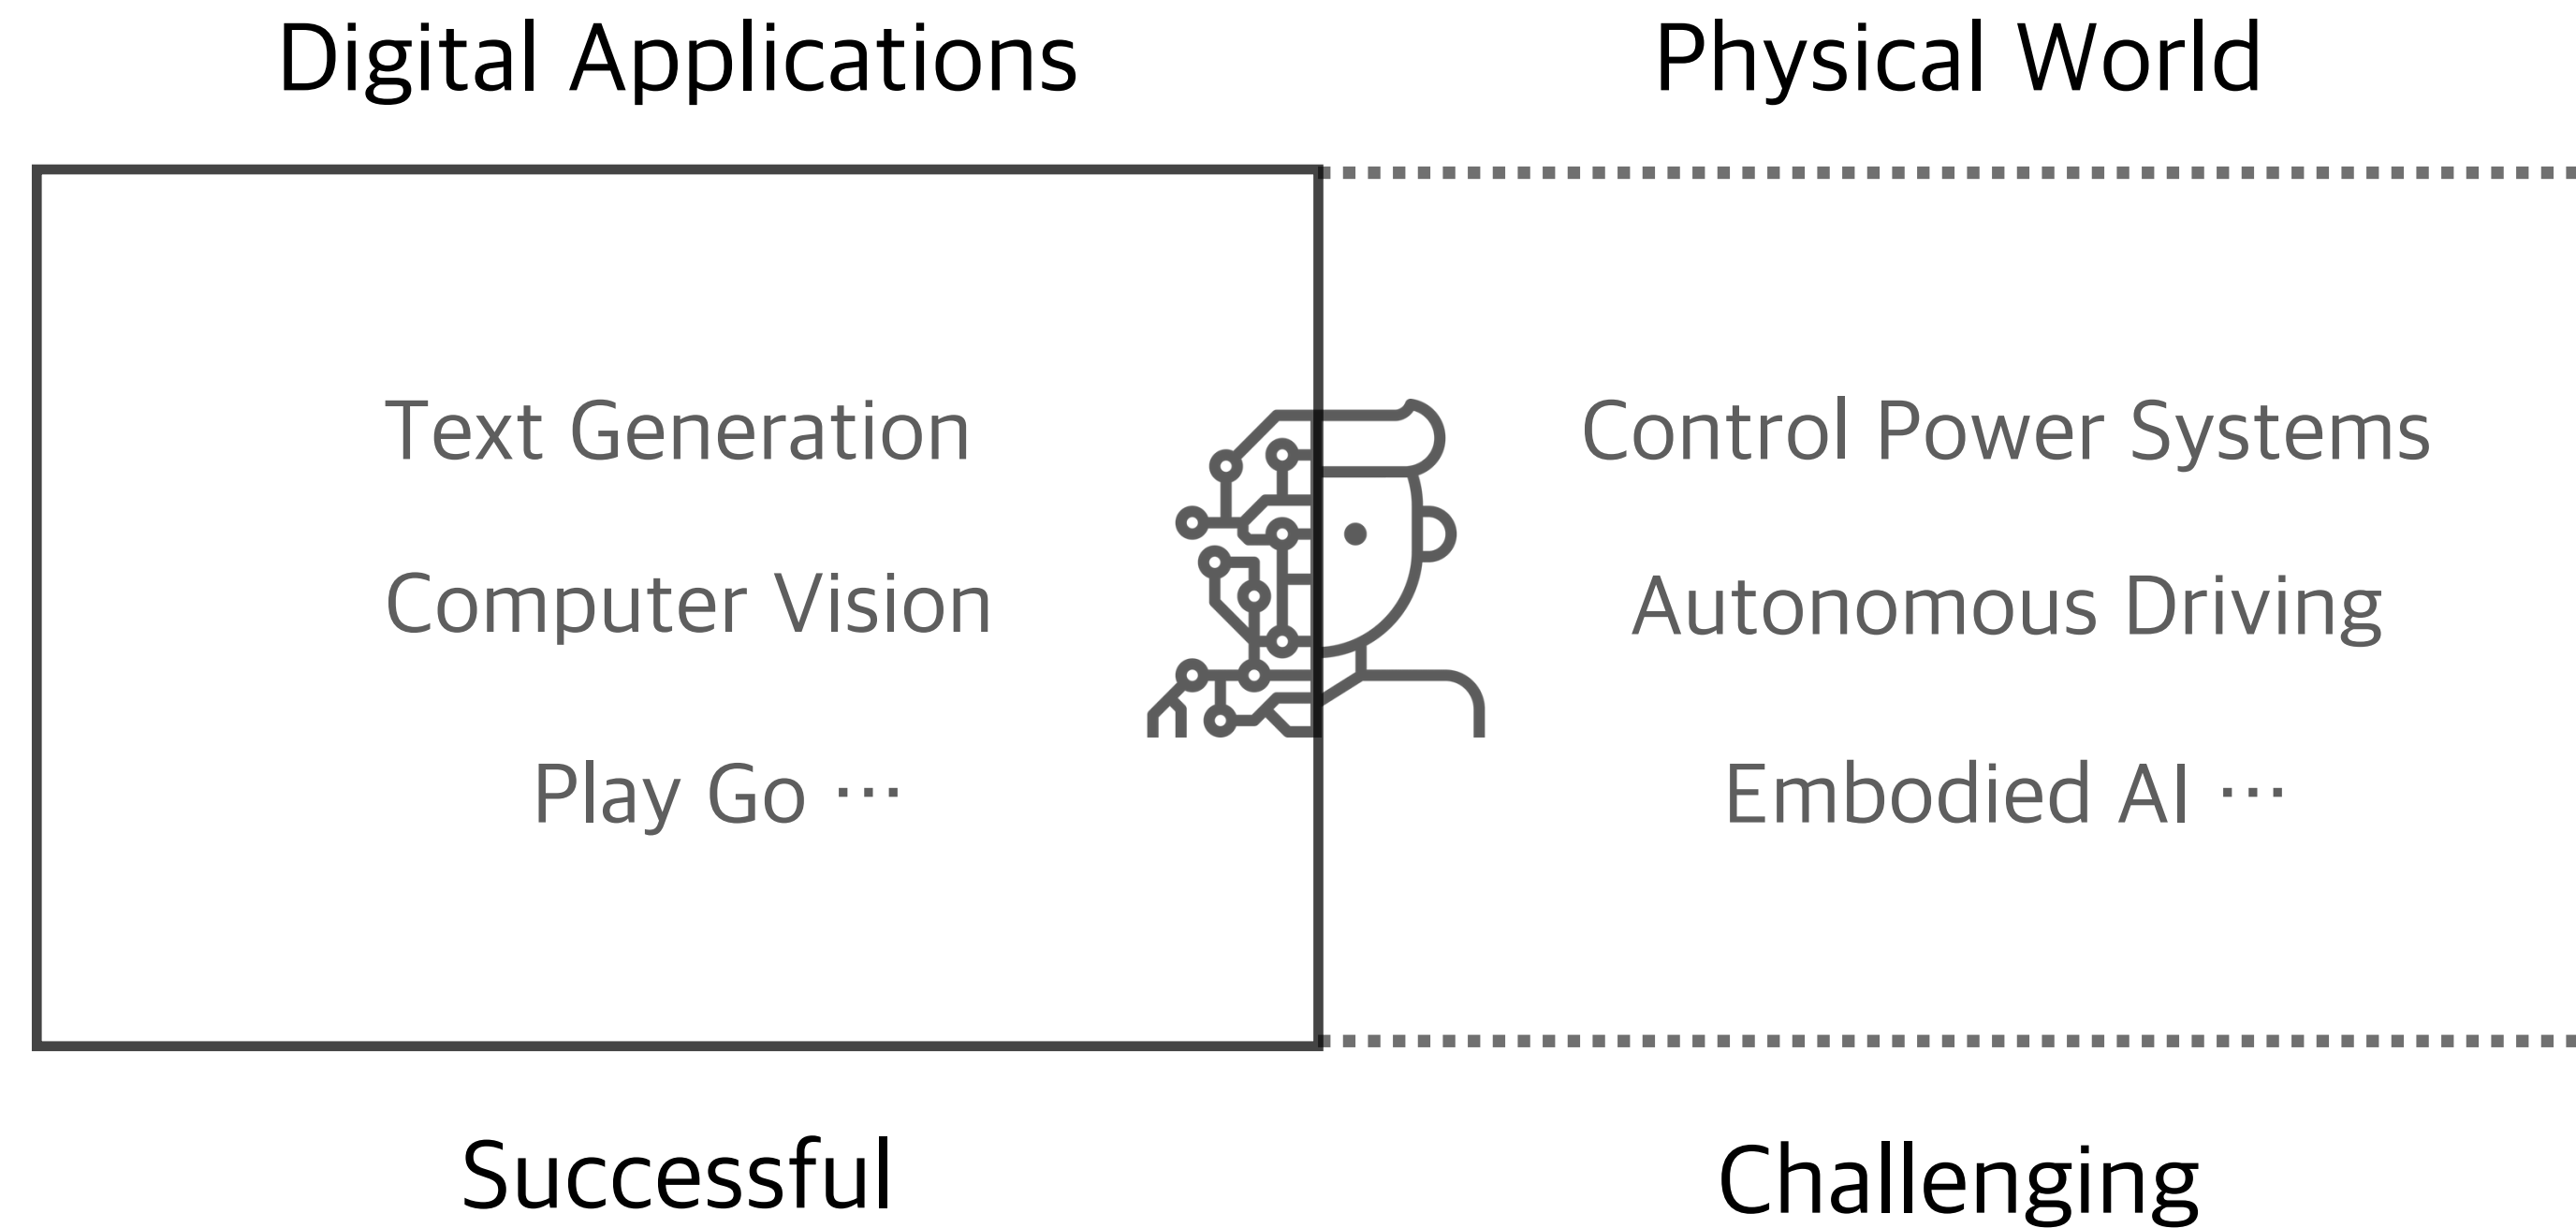 Digital Applications
Physical World
Text Generation
Computer Vision
Play Go ⋯
Control Power Systems
Autonomous Driving
Embodied AI ⋯
Successful
Challenging